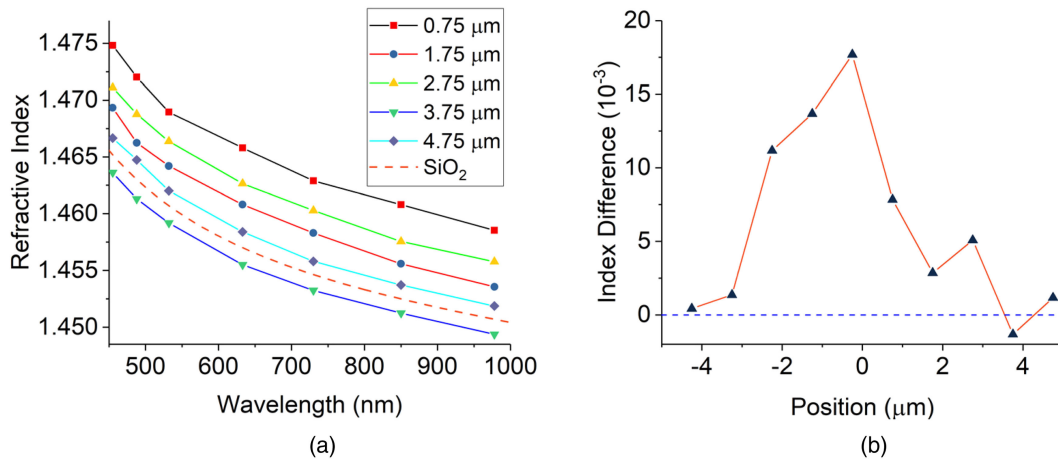 1.475
1.470
1.465
1.460
1.455
1.450
Refractive Index
500 600 700 800 900 1000
Wavelength (nm)
0.75 μm
1.75 μm
2.75 μm
3.75 μm
4.75 μm
SiO₂
(a)
20
15
10
5
0
Index Difference (10⁻³)
-4 -2 0 2 4
Position (μm)
(b)